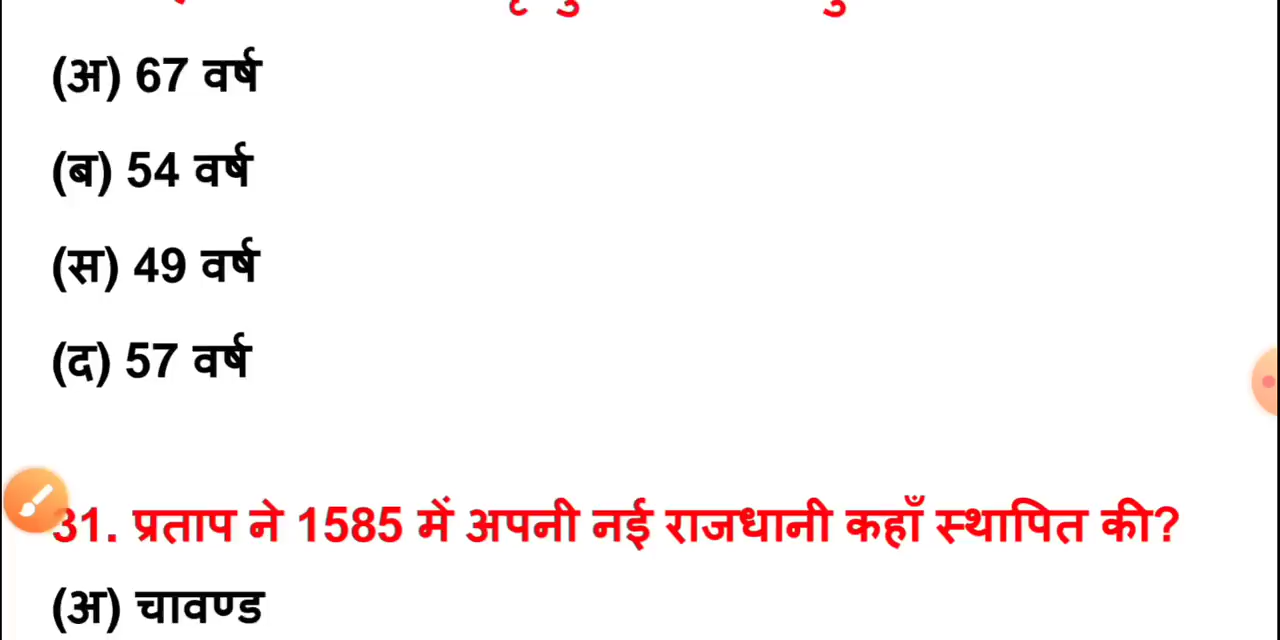 (अ) 67 वर्ष
(ब) 54 वर्ष
(स) 49 वर्ष
(द) 57 वर्ष
31. प्रताप ने 1585 में अपनी नई राजधानी कहाँ स्थापित की?
(अ) चावण्ड